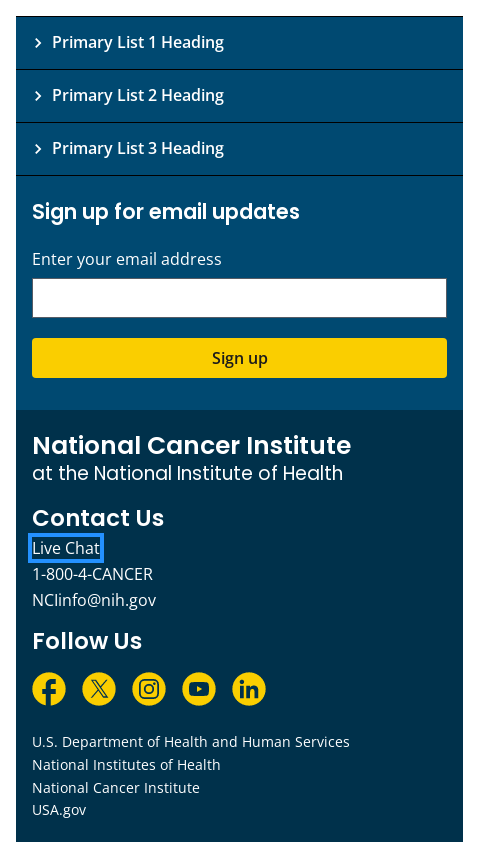 Primary List 1 Heading
Primary List 2 Heading
Primary List 3 Heading
Sign up for email updates
Enter your email address
Sign up
National Cancer Institute
at the National Institute of Health
Contact Us
Live Chat
1-800-4-CANCER
NCIinfo@nih.gov
Follow Us
U.S. Department of Health and Human Services
National Institutes of Health
National Cancer Institute
USA.gov